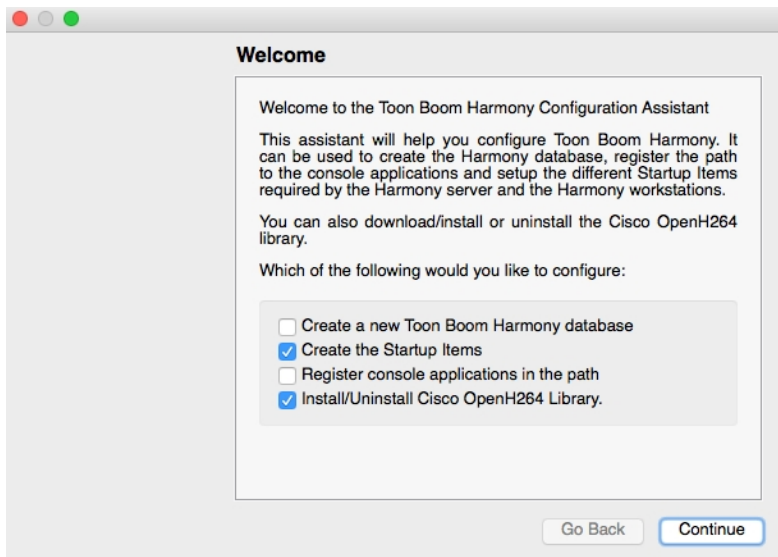 Welcome
Welcome to the Toon Boom Harmony Configuration Assistant
This assistant will help you configure Toon Boom Harmony. It
can be used to create the Harmony database, register the path
to the console applications and setup the different Startup Items
required by the Harmony server and the Harmony workstations.
You can also download/install or uninstall the Cisco OpenH264
library.
Which of the following would you like to configure:
Create a new Toon Boom Harmony database
Create the Startup Items
Register console applications in the path
Install/Uninstall Cisco OpenH264 Library.
Go Back
Continue